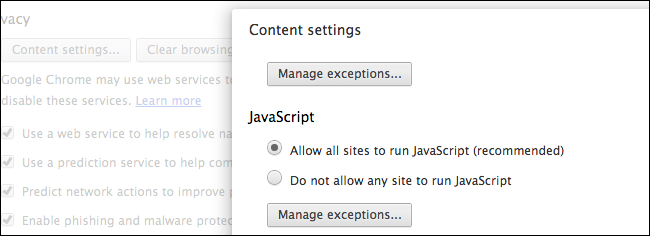 vacy
Content settings...
Clear browsing
Google Chrome may use web services to
disable these services. Learn more
Use a web service to help resolve na
Use a prediction service to help com
Predict network actions to improve
Enable phishing and malware protec
Content settings
Manage exceptions...
JavaScript
Allow all sites to run JavaScript (recommended)
Do not allow any site to run JavaScript
Manage exceptions...